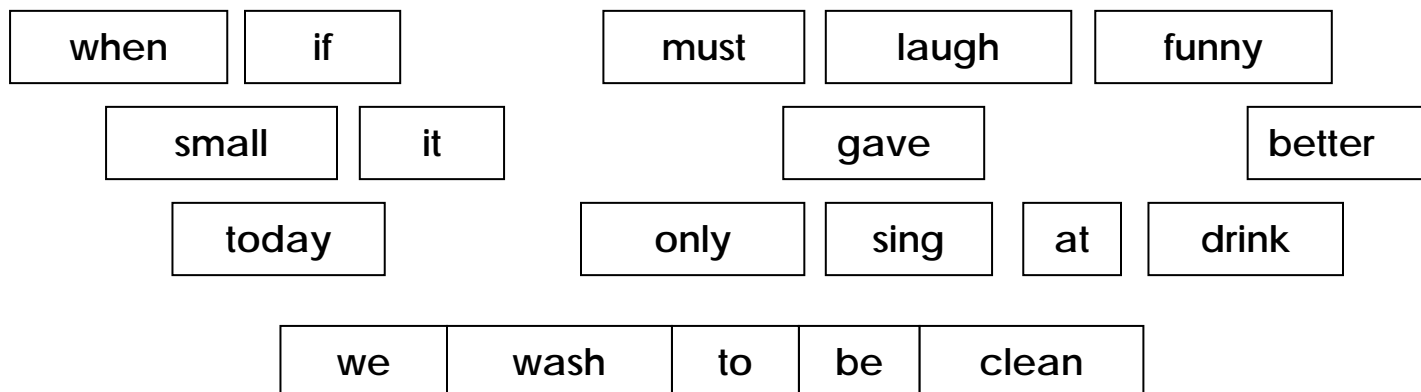 when if must laugh funny
small it gave better
today only sing at drink
we wash to be clean